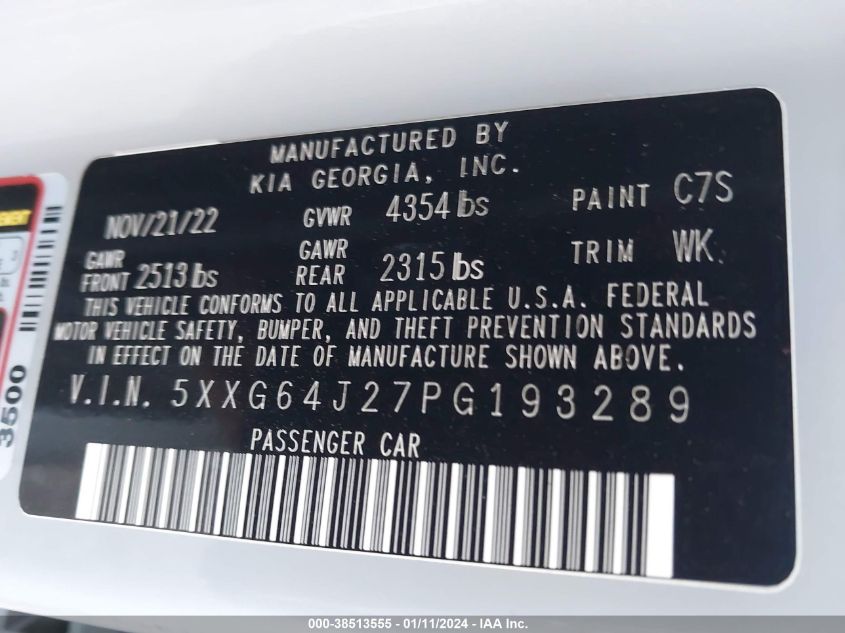 MANUFACTURED BY
KIA GEORGIA, INC.
NOV/21/22 GVWR 4354 lbs PAINT C7S
GAWR FRONT 2513 lbs GAWR REAR 2315 lbs TRIM WK
THIS VEHICLE CONFORMS TO ALL APPLICABLE U.S.A. FEDERAL
MOTOR VEHICLE SAFETY, BUMPER, AND THEFT PREVENTION STANDARDS
IN EFFECT ON THE DATE OF MANUFACTURE SHOWN ABOVE.
V.I.N. 5XXG64J27PG193289
PASSENGER CAR
3500
000-38513555 - 01/11/2024 - IAA Inc.